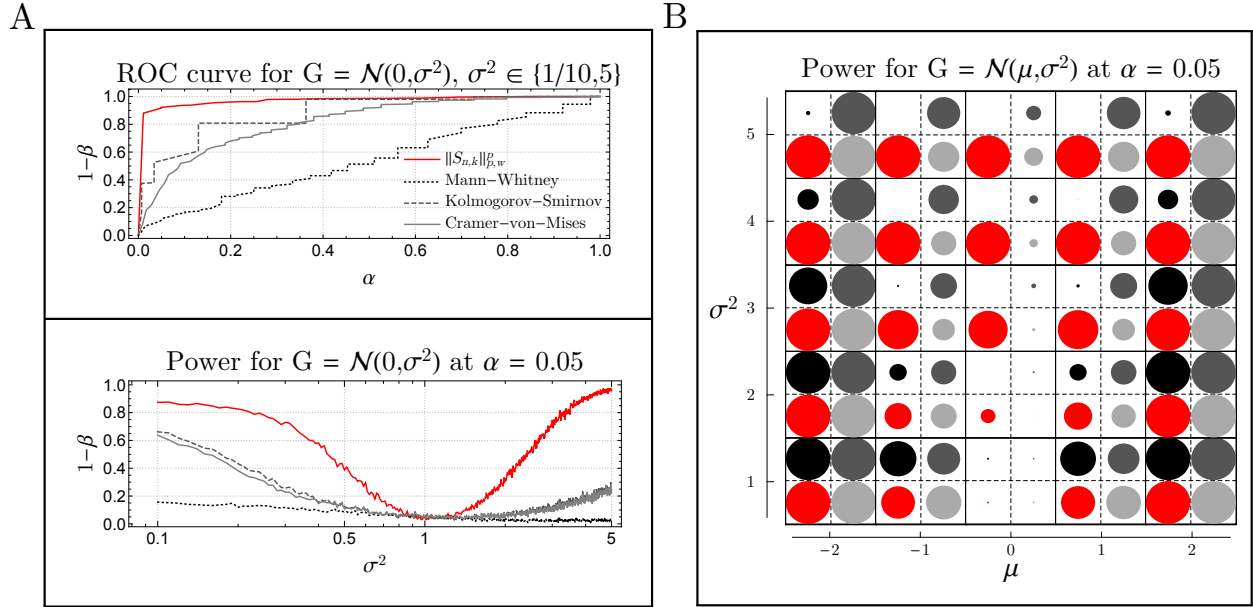 A
ROC curve for G = 𝒩(0,σ²), σ² ∈ {1/10,5}
1.0
0.8
0.6
0.4
0.2
0.0
1−β
‖Sₙ,ₖ‖ᵖₚ,w
Mann−Whitney
Kolmogorov−Smirnov
Cramer−von−Mises
0.0 0.2 0.4 0.6 0.8 1.0
α
Power for G = 𝒩(0,σ²) at α = 0.05
1.0
0.8
0.6
0.4
0.2
0.0
1−β
0.1 0.5 1 5
σ²
B
Power for G = 𝒩(μ,σ²) at α = 0.05
5
4
3
2
1
σ²
−2 −1 0 1 2
μ